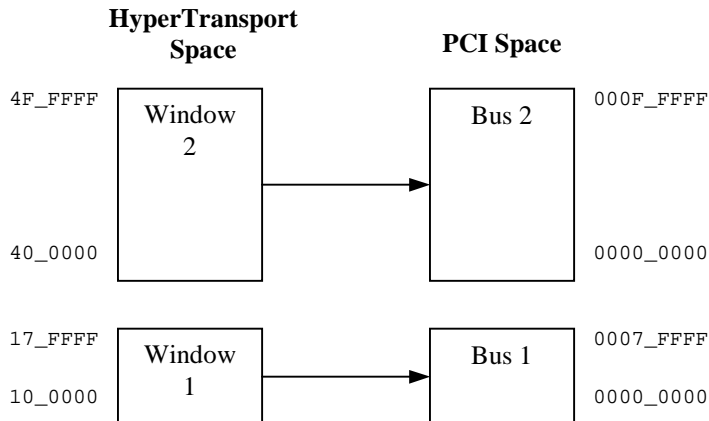 HyperTransport
Space
PCI Space
4F_FFFF
Window
2
Bus 2
000F_FFFF
40_0000
0000_0000
17_FFFF
Window
1
Bus 1
0007_FFFF
10_0000
0000_0000